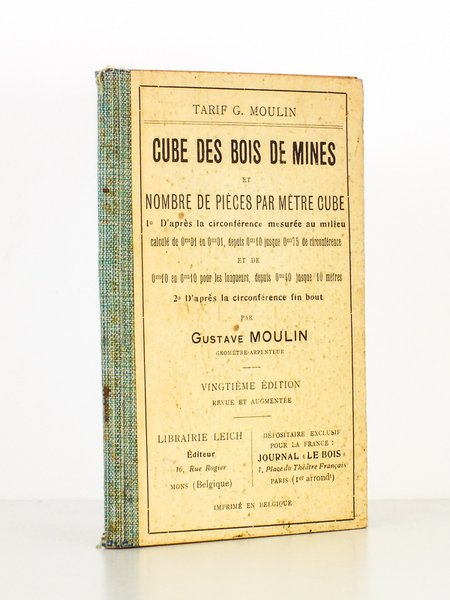 TARIF G. MOULIN
CUBE DES BOIS DE MINES
ET
NOMBRE DE PIÈCES PAR MÈTRE CUBE
1º D'après la circonférence mesurée au milieu
calculé de 0m01 en 0m01, depuis 0m10 jusque 0m75 de circonférence
ET DE
0m10 en 0m10 pour les longueurs, depuis 0m40 jusque 10 mètres
2º D'après la circonférence fin bout
PAR
GUSTAVE MOULIN
GEOMÈTRE-ARPENTEUR
VINGTIÈME ÉDITION
REVUE ET AUGMENTÉE
LIBRAIRIE LEICH
Éditeur
16, Rue Rogier
MONS (Belgique)
DÉPOSITAIRE EXCLUSIF
POUR LA FRANCE :
JOURNAL « LE BOIS »
1, Place du Théâtre Français
PARIS (1er arrondt)
IMPRIMÉ EN BELGIQUE